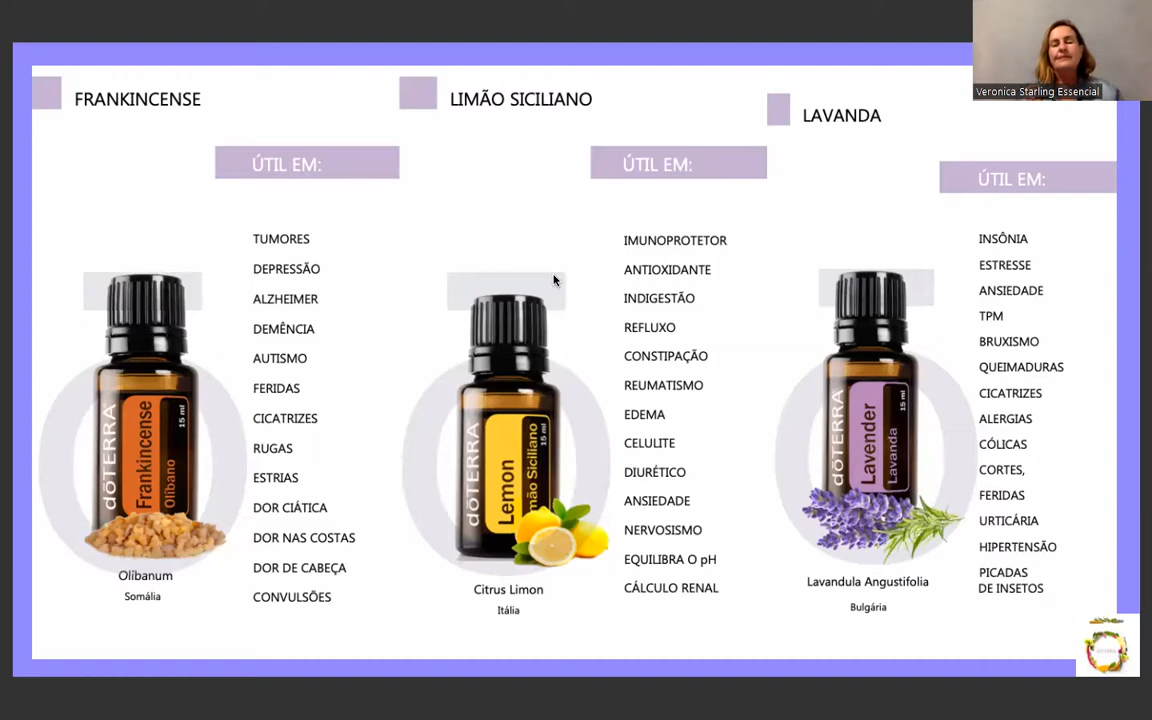 Veronica Starling Essencial
FRANKINCENSE
ÚTIL EM:
TUMORES
DEPRESSÃO
ALZHEIMER
DEMÊNCIA
AUTISMO
FERIDAS
CICATRIZES
RUGAS
ESTRIAS
DOR CIÁTICA
DOR NAS COSTAS
DOR DE CABEÇA
CONVULSÕES
dōTERRA
Frankincense
Olíbano
15 ml
Olíbanum
Somália
LIMÃO SICILIANO
ÚTIL EM:
IMUNOPROTETOR
ANTIOXIDANTE
INDIGESTÃO
REFLUXO
CONSTIPAÇÃO
REUMATISMO
EDEMA
CELULITE
DIURÉTICO
ANSIEDADE
NERVOSISMO
EQUILIBRA O pH
CÁLCULO RENAL
dōTERRA
Lemon
Siciliano
15 ml
Citrus Limon
Itália
LAVANDA
ÚTIL EM:
INSÔNIA
ESTRESSE
ANSIEDADE
TPM
BRUXISMO
QUEIMADURAS
CICATRIZES
ALERGIAS
CÓLICAS
CORTES,
FERIDAS
URTICÁRIA
HIPERTENSÃO
PICADAS
DE INSETOS
dōTERRA
Lavender
Lavanda
15 ml
Lavandula Angustifolia
Bulgária